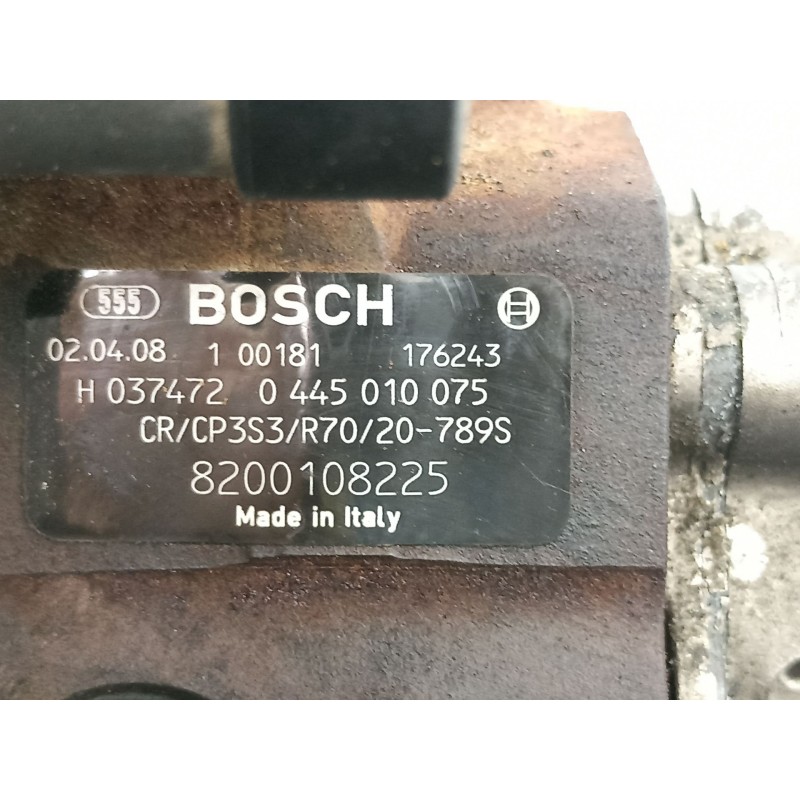 555 BOSCH
02.04.08 1 00181 176243
H 037472 0 445 010 075
CR/CP3S3/R70/20-789S
8200108225
Made in Italy